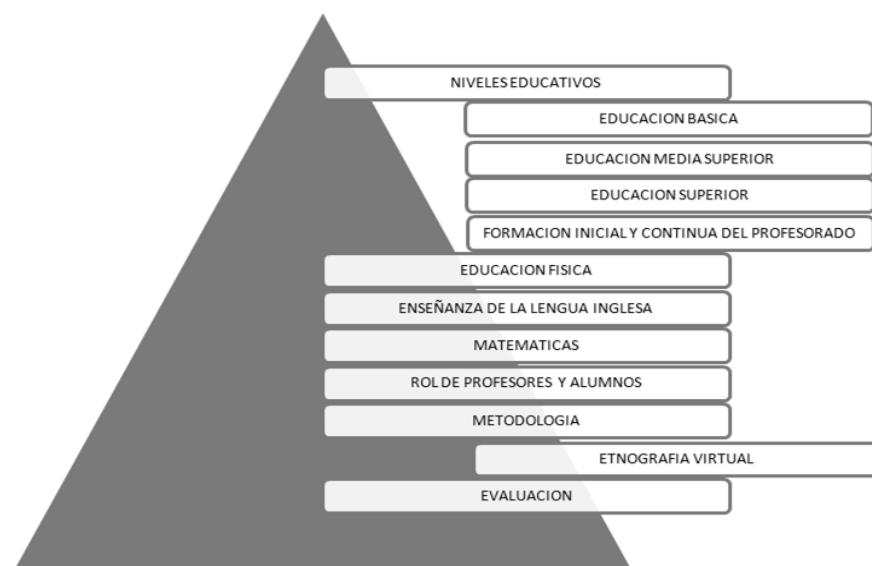 NIVELES EDUCATIVOS
EDUCACION BASICA
EDUCACION MEDIA SUPERIOR
EDUCACION SUPERIOR
FORMACION INICIAL Y CONTINUA DEL PROFESORADO
EDUCACION FISICA
ENSEÑANZA DE LA LENGUA INGLESA
MATEMATICAS
ROL DE PROFESORES Y ALUMNOS
METODOLOGIA
ETNOGRAFIA VIRTUAL
EVALUACION